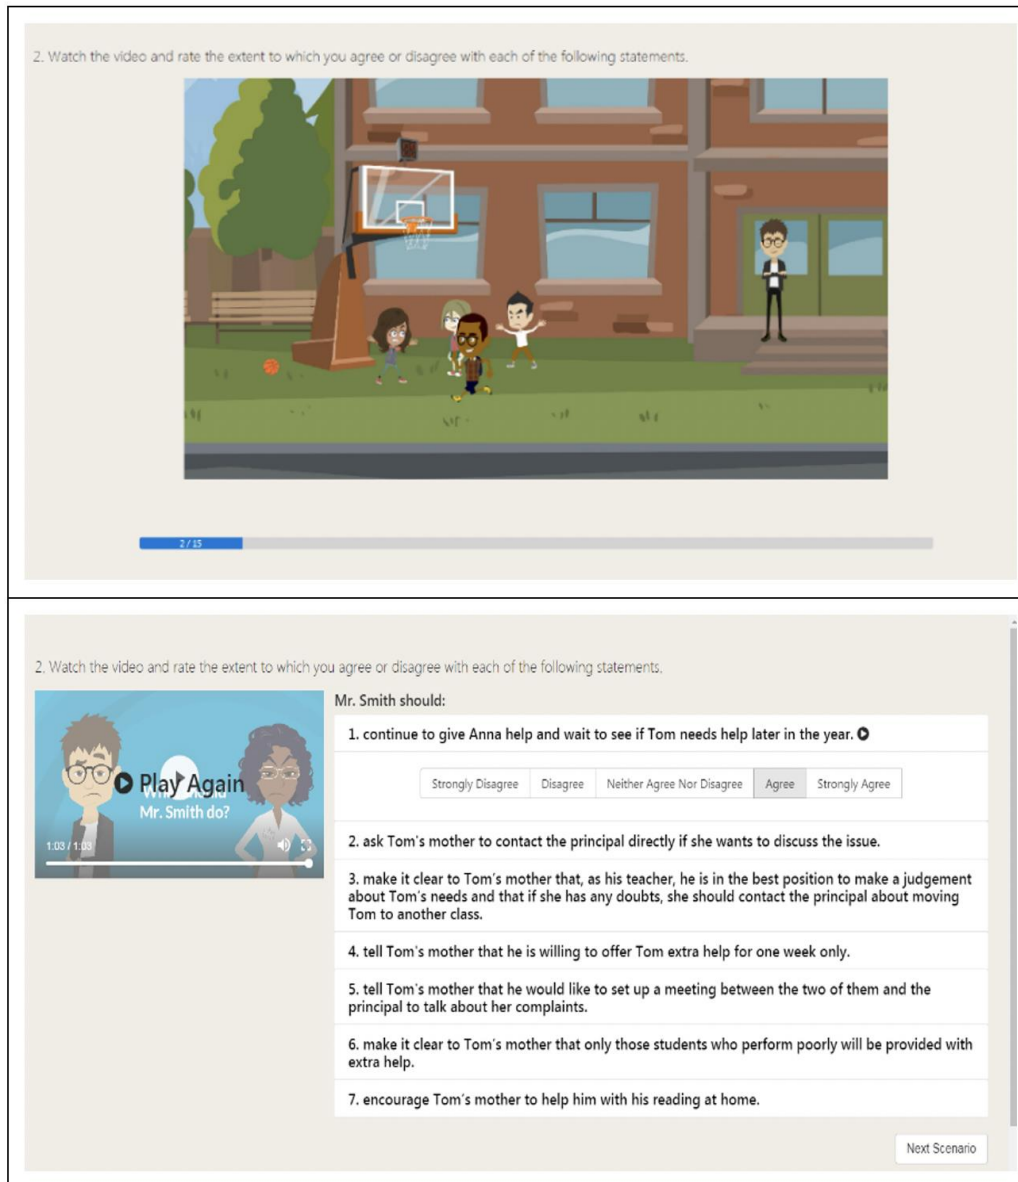 2. Watch the video and rate the extent to which you agree or disagree with each of the following statements.
2 / 15
2. Watch the video and rate the extent to which you agree or disagree with each of the following statements.
Mr. Smith should:
Play Again
Mr. Smith do?
1:03 / 1:03
1. continue to give Anna help and wait to see if Tom needs help later in the year.
Strongly Disagree Disagree Neither Agree Nor Disagree Agree Strongly Agree
2. ask Tom's mother to contact the principal directly if she wants to discuss the issue.
3. make it clear to Tom's mother that, as his teacher, he is in the best position to make a judgement
about Tom's needs and that if she has any doubts, she should contact the principal about moving
Tom to another class.
4. tell Tom's mother that he is willing to offer Tom extra help for one week only.
5. tell Tom's mother that he would like to set up a meeting between the two of them and the
principal to talk about her complaints.
6. make it clear to Tom's mother that only those students who perform poorly will be provided with
extra help.
7. encourage Tom's mother to help him with his reading at home.
Next Scenario